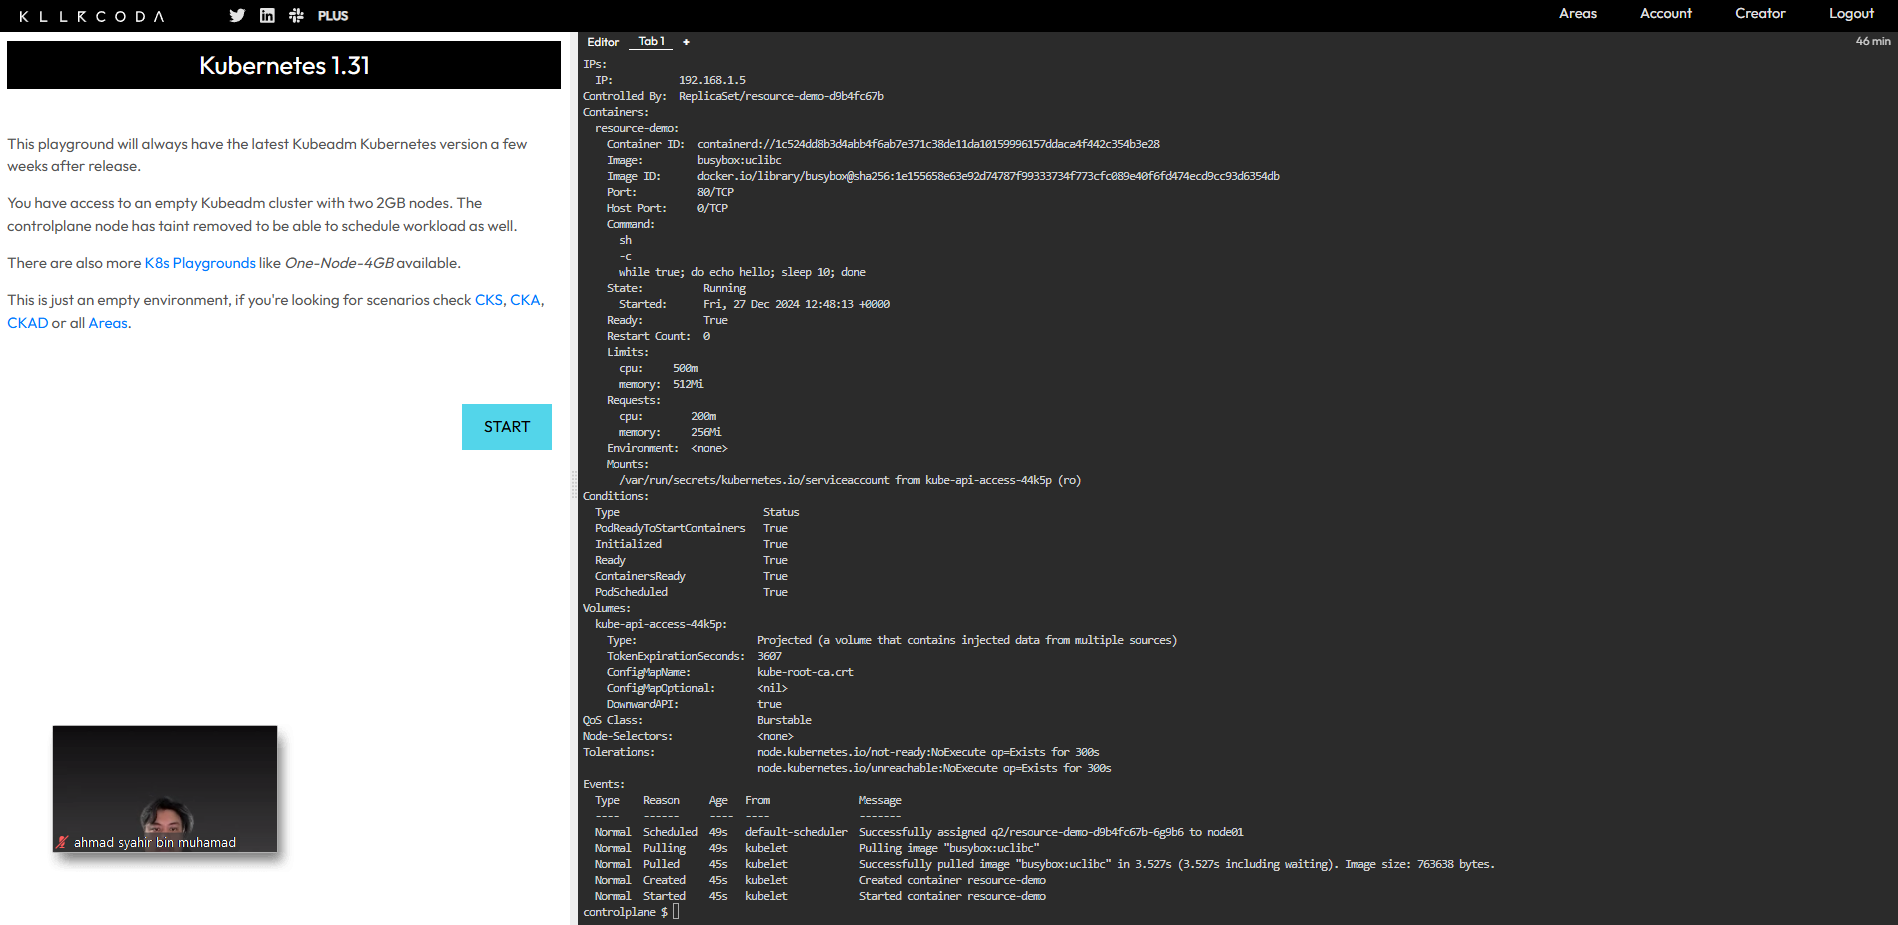 KLLRCODA PLUS Areas Account Creator Logout
Kubernetes 1.31
This playground will always have the latest Kubeadm Kubernetes version a few
weeks after release.
You have access to an empty Kubeadm cluster with two 2GB nodes. The
controlplane node has taint removed to be able to schedule workload as well.
There are also more K8s Playgrounds like One-Node-4GB available.
This is just an empty environment, if you're looking for scenarios check CKS, CKA,
CKAD or all Areas.
START
ahmad syahir bin muhamad
Editor Tab 1 + 46 min
IPs:
IP: 192.168.1.5
Controlled By: ReplicaSet/resource-demo-d9b4fc67b
Containers:
resource-demo:
Container ID: containerd://1c524dd8b3d4abb4f6ab7e371c38de11da10159996157ddaca4f442c354b3e28
Image: busybox:uclibc
Image ID: docker.io/library/busybox@sha256:1e155658e63e92d74787f99333734f773cfc089e40f6fd474ecd9cc93d6354db
Port: 80/TCP
Host Port: 0/TCP
Command:
sh
-c
while true; do echo hello; sleep 10; done
State: Running
Started: Fri, 27 Dec 2024 12:48:13 +0000
Ready: True
Restart Count: 0
Limits:
cpu: 500m
memory: 512Mi
Requests:
cpu: 200m
memory: 256Mi
Environment: <none>
Mounts:
/var/run/secrets/kubernetes.io/serviceaccount from kube-api-access-44k5p (ro)
Conditions:
Type Status
PodReadyToStartContainers True
Initialized True
Ready True
ContainersReady True
PodScheduled True
Volumes:
kube-api-access-44k5p:
Type: Projected (a volume that contains injected data from multiple sources)
TokenExpirationSeconds: 3607
ConfigMapName: kube-root-ca.crt
ConfigMapOptional: <nil>
DownwardAPI: true
QoS Class: Burstable
Node-Selectors: <none>
Tolerations: node.kubernetes.io/not-ready:NoExecute op=Exists for 300s
node.kubernetes.io/unreachable:NoExecute op=Exists for 300s
Events:
Type Reason Age From Message
---- ------ ---- ---- -------
Normal Scheduled 49s default-scheduler Successfully assigned q2/resource-demo-d9b4fc67b-6g9b6 to node01
Normal Pulling 49s kubelet Pulling image "busybox:uclibc"
Normal Pulled 45s kubelet Successfully pulled image "busybox:uclibc" in 3.527s (3.527s including waiting). Image size: 763638 bytes.
Normal Created 45s kubelet Created container resource-demo
Normal Started 45s kubelet Started container resource-demo
controlplane $